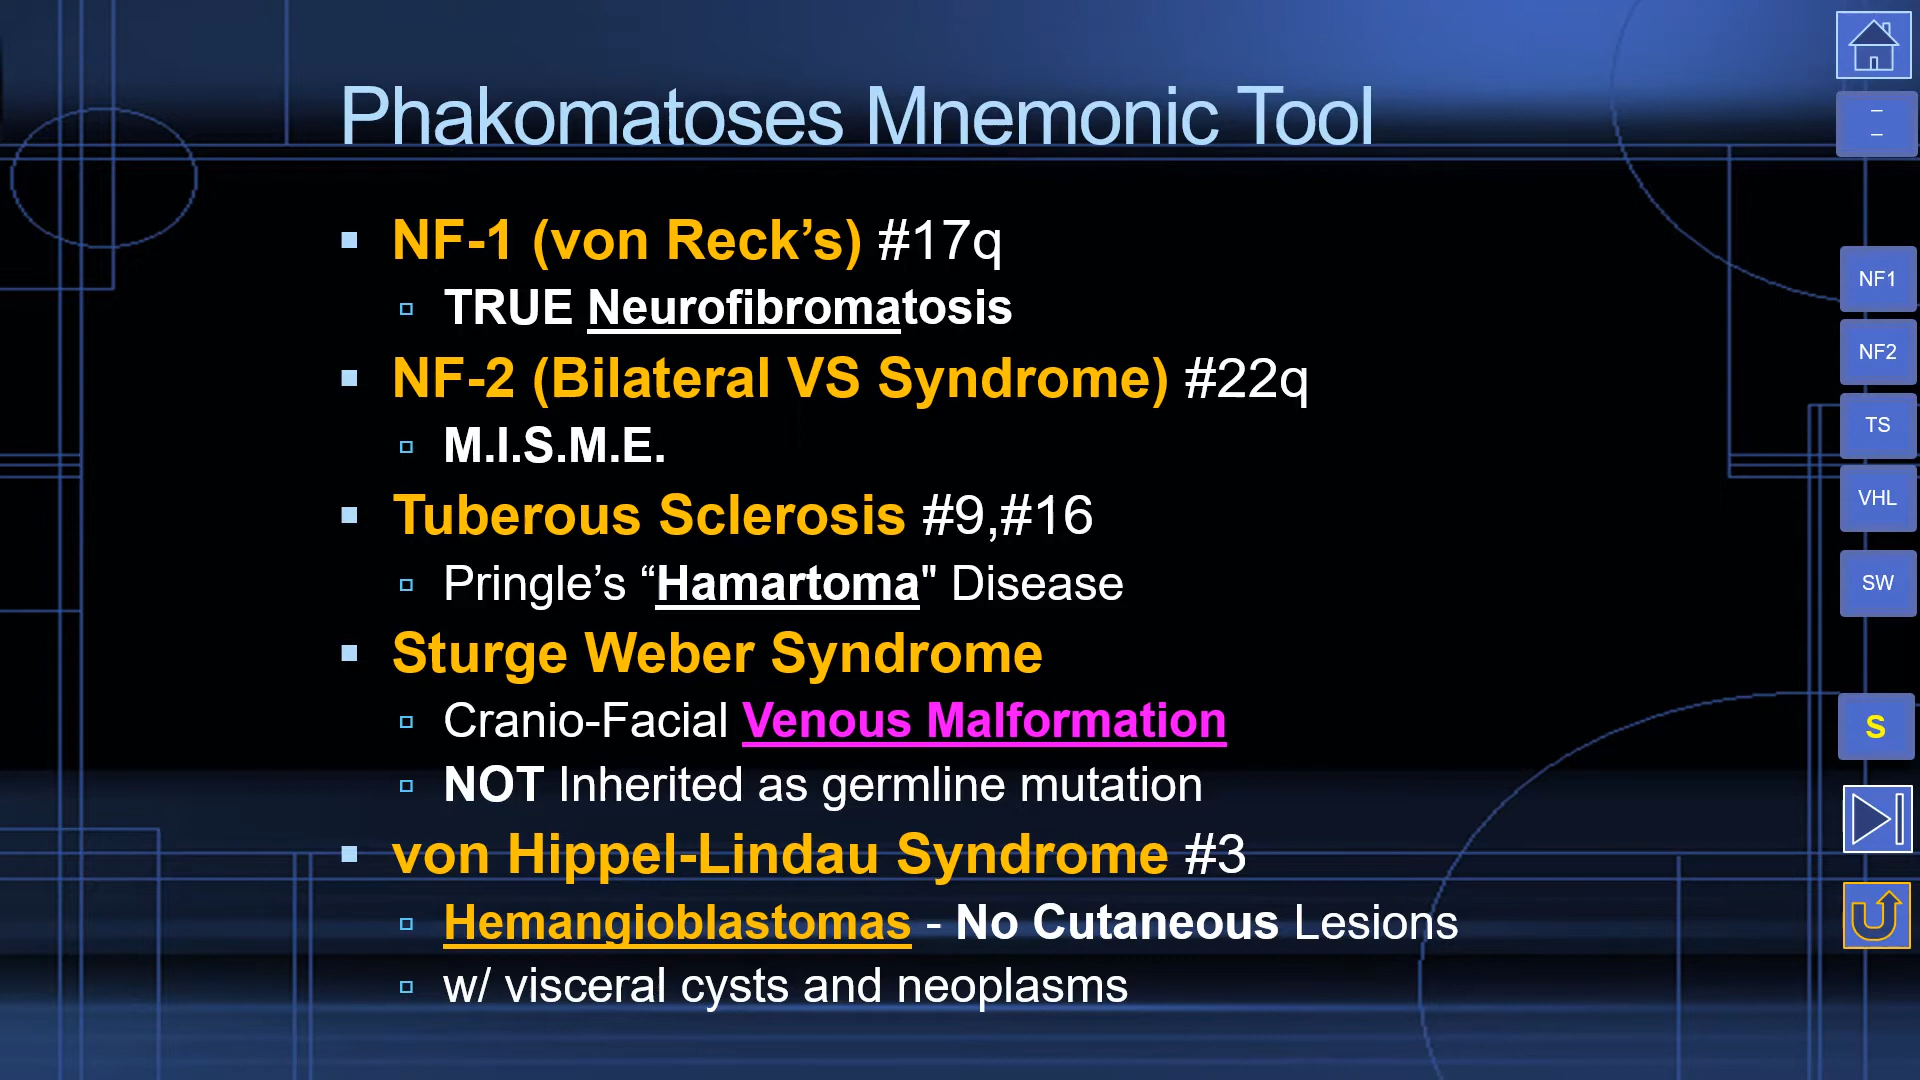 Phakomatoses Mnemonic Tool
NF-1 (von Reck’s) #17q
TRUE Neurofibromatosis
NF-2 (Bilateral VS Syndrome) #22q
M.I.S.M.E.
Tuberous Sclerosis #9,#16
Pringle’s “Hamartoma" Disease
Sturge Weber Syndrome
Cranio-Facial Venous Malformation
NOT Inherited as germline mutation
von Hippel-Lindau Syndrome #3
Hemangioblastomas - No Cutaneous Lesions
w/ visceral cysts and neoplasms
NF1
NF2
TS
VHL
SW
S